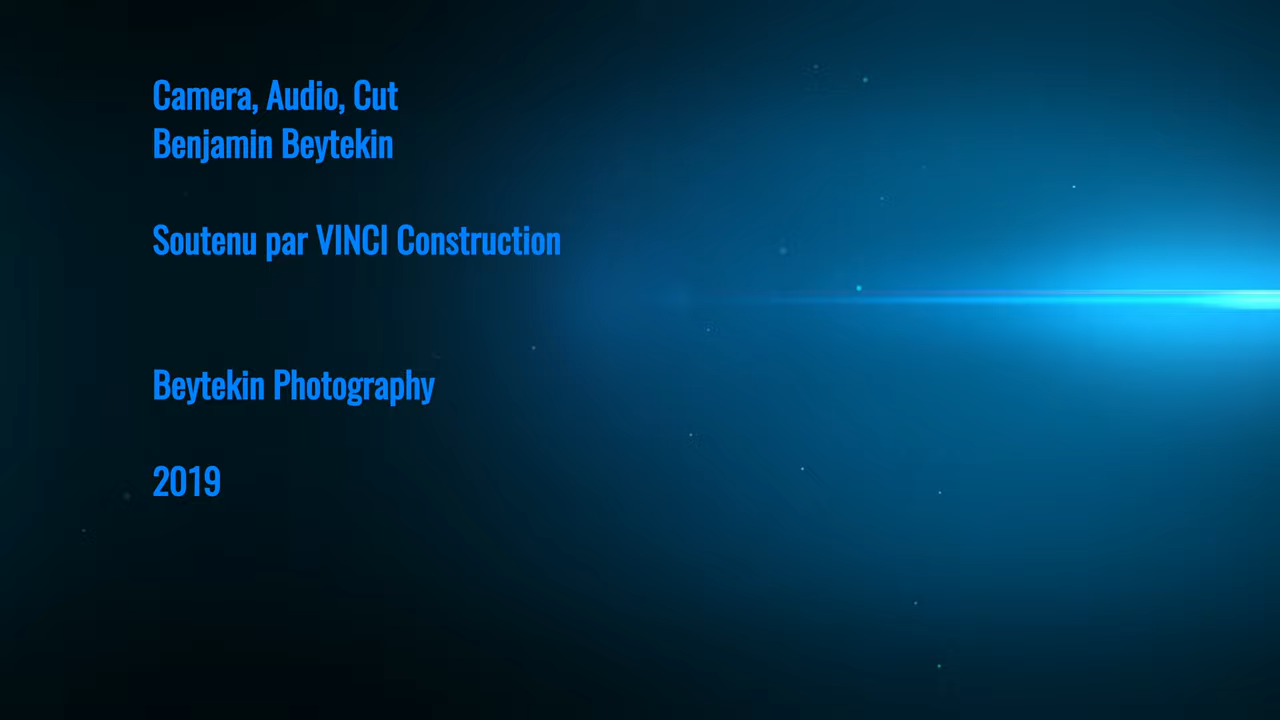 Camera, Audio, Cut
Benjamin Beytekin
Soutenu par VINCI Construction
Beytekin Photography
2019